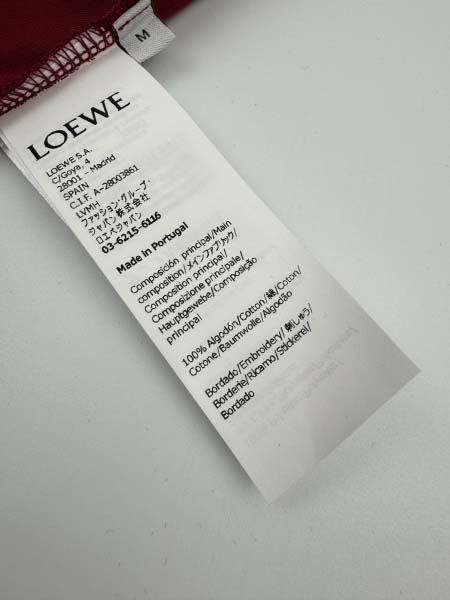 M
LOEWE
LOEWE S.A.
C/Goya, 4
28001 - Madrid
SPAIN
C.I.F. A-28003861
LVMH
ファッション・グループ・
ジャパン株式会社
ロエベジャパン
03-6215-6116
Made in Portugal
Composición principal/Main
composition/メインファブリック/
Composition principal/
Composizione principale/
Hauptgewebe/Composição
principal
100% Algodón/Cotton/綿/Coton/
Cotone/Baumwolle/Algodão
Bordado/Embroidery/刺しゅう/
Borderie/Ricamo/Stickerei/
Bordado